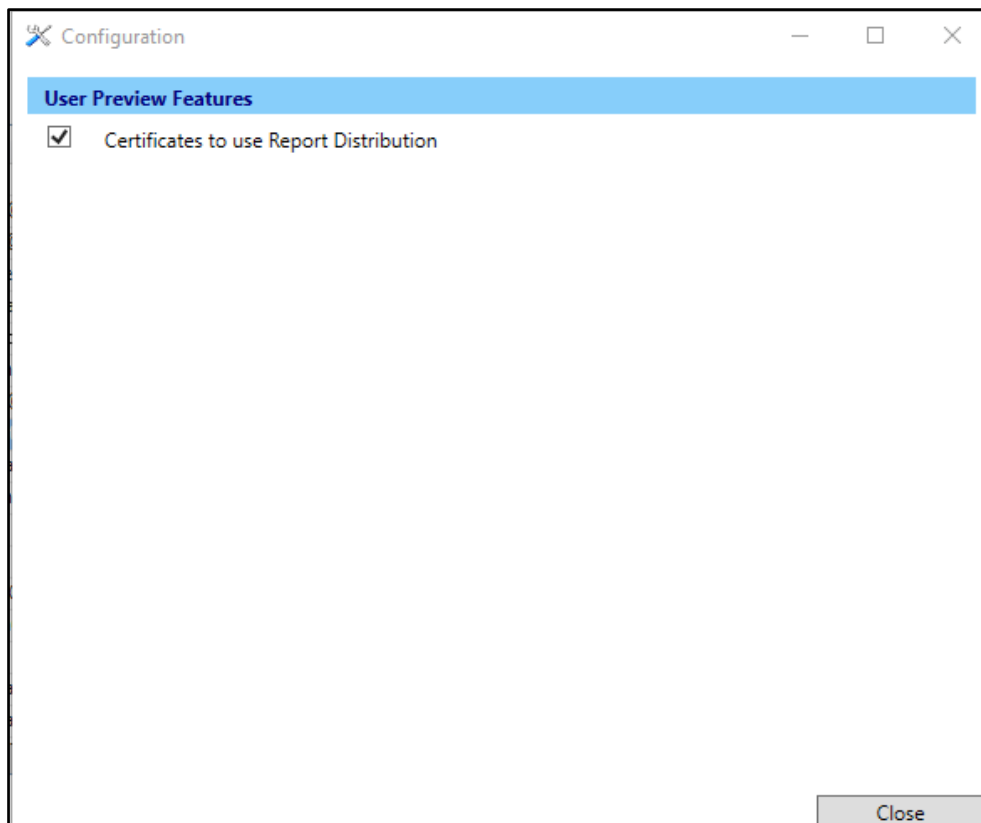 Configuration
User Preview Features
Certificates to use Report Distribution
Close